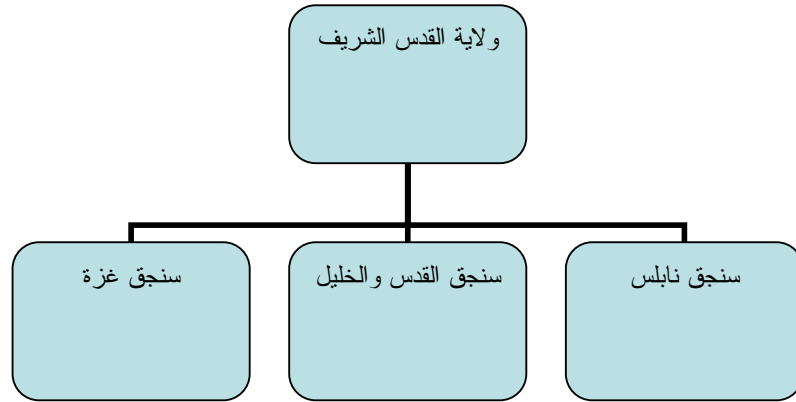 ولاية القدس الشريف
سنجق نابلس
سنجق القدس والخليل
سنجق غزة